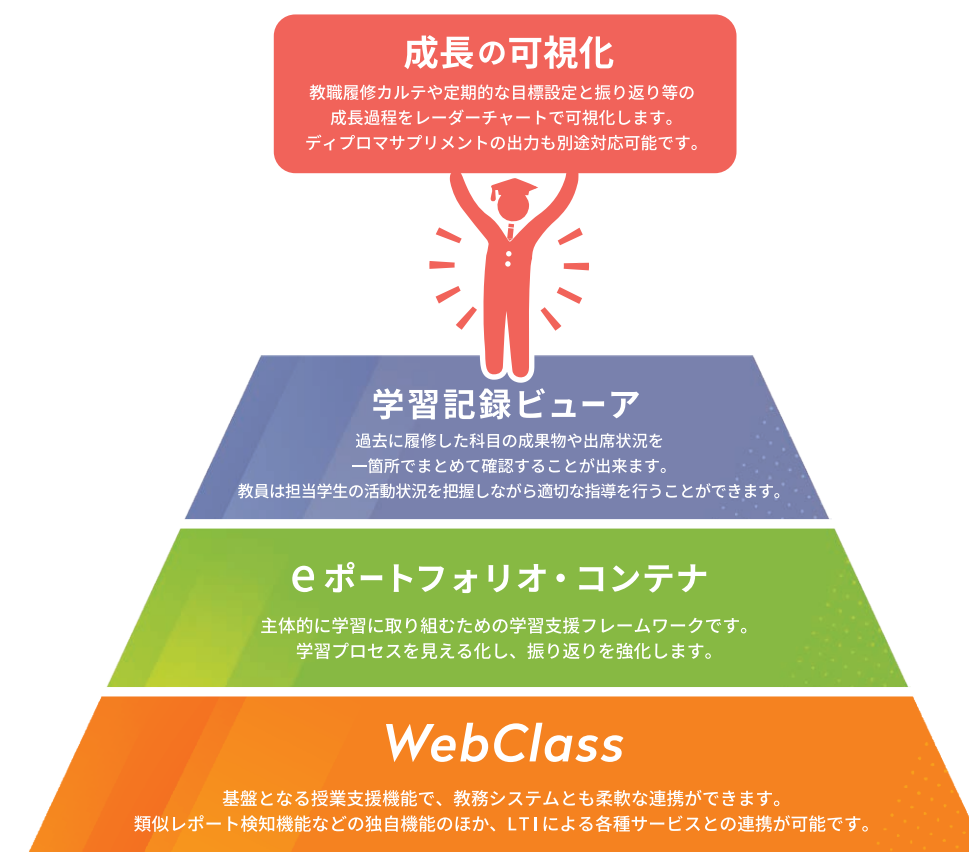 成長の可視化
教職履修カルテや定期的な目標設定と振り返り等の
成長過程をレーダーチャートで可視化します。
ディプロマサプリメントの出力も別途対応可能です。
学習記録ビューア
過去に履修した科目の成果物や出席状況を
一箇所でまとめて確認することが出来ます。
教員は担当学生の活動状況を把握しながら適切な指導を行うことができます。
eポートフォリオ・コンテナ
主体的に学習に取り組むための学習支援フレームワークです。
学習プロセスを見える化し、振り返りを強化します。
WebClass
基盤となる授業支援機能で、教務システムとも柔軟な連携ができます。
類似レポート検知機能などの独自機能のほか、LTIによる各種サービスとの連携が可能です。